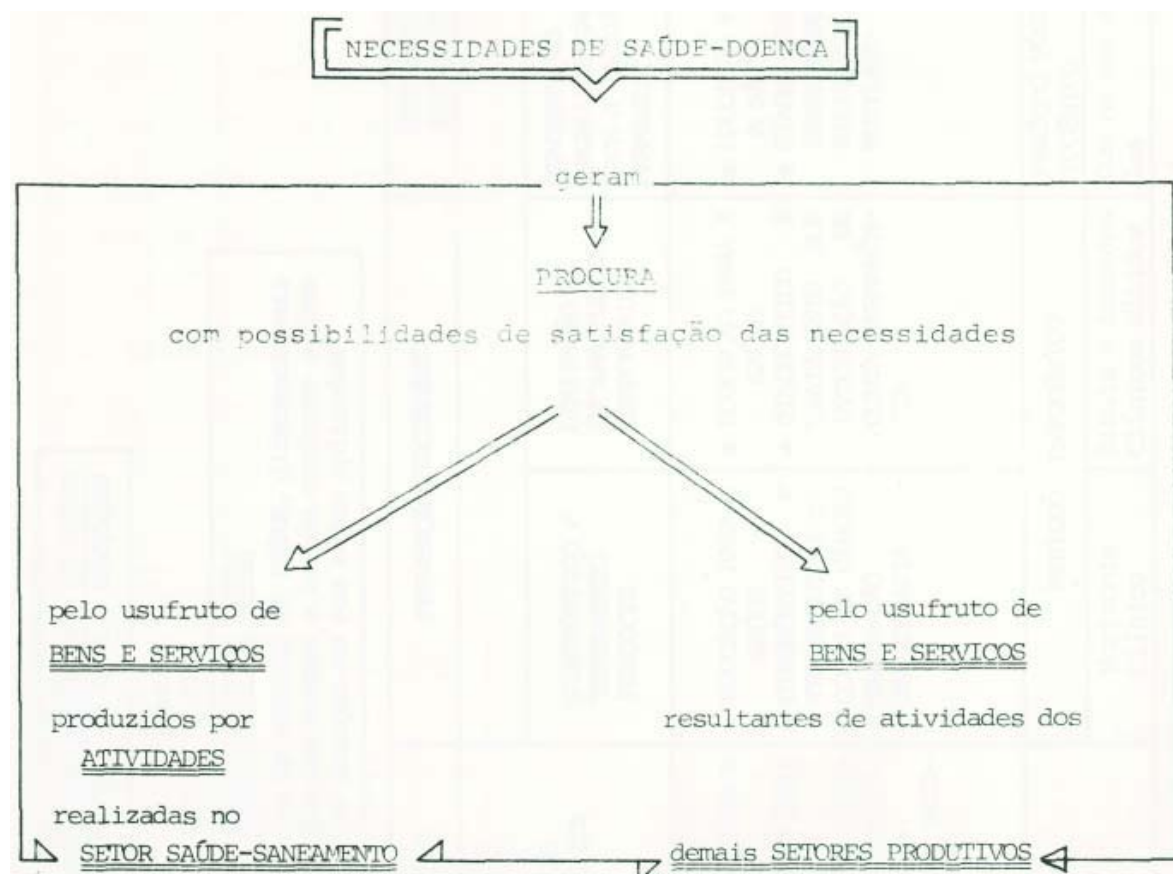 NECESSIDADES DE SAÚDE-DOENCA
geram
PROCURA
com possibilidades de satisfação das necessidades
pelo usufruto de
BENS E SERVIÇOS
produzidos por
ATIVIDADES
realizadas no
SETOR SAÚDE-SANEAMENTO
pelo usufruto de
BENS E SERVICOS
resultantes de atividades dos
demais SETORES PRODUTIVOS